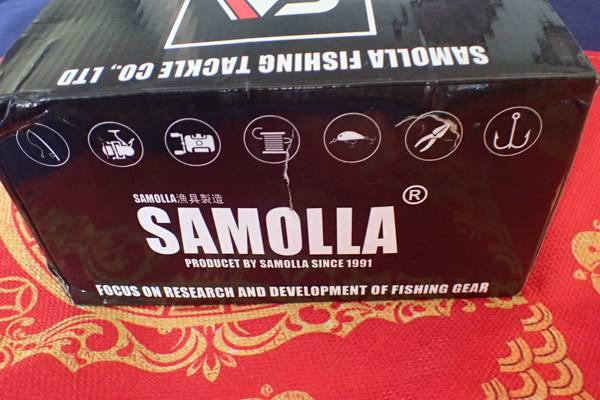 SAMOLLA FISHING TACKLE CO., LTD
SAMOLLA漁具製造
SAMOLLA®
PRODUCET BY SAMOLLA SINCE 1991
FOCUS ON RESEARCH AND DEVELOPMENT OF FISHING GEAR